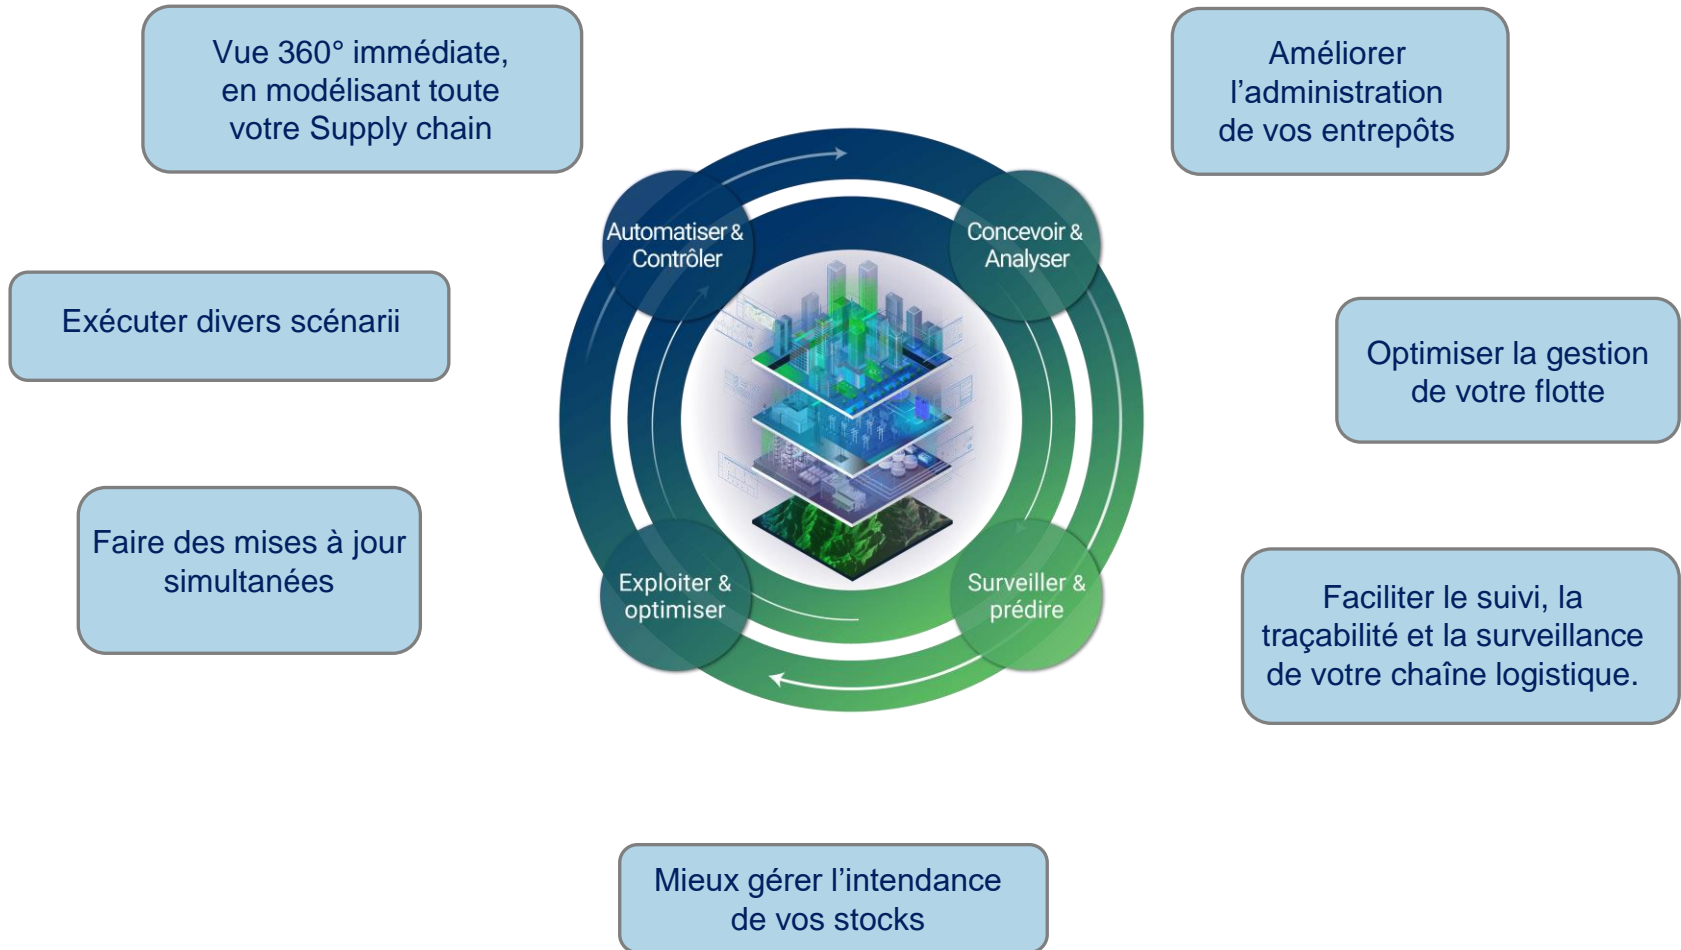 Vue 360° immédiate,
en modélisant toute
votre Supply chain
Améliorer
l’administration
de vos entrepôts
Automatiser &
Contrôler
Concevoir &
Analyser
Exécuter divers scénarii
Optimiser la gestion
de votre flotte
Faire des mises à jour
simultanées
Exploiter &
optimiser
Surveiller &
prédire
Faciliter le suivi, la
traçabilité et la surveillance
de votre chaîne logistique.
Mieux gérer l’intendance
de vos stocks